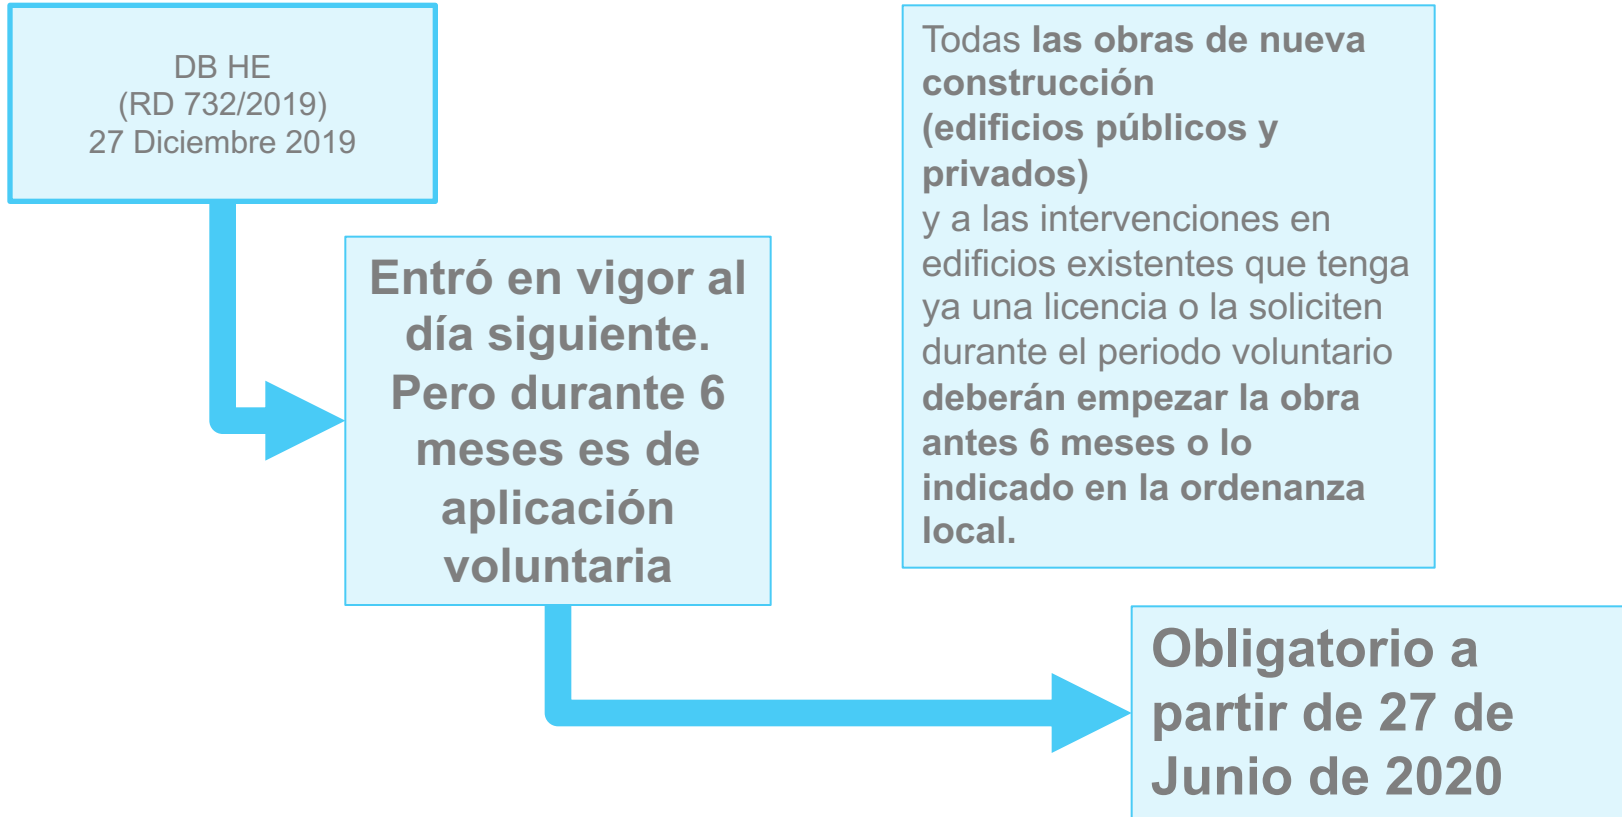 DB HE
(RD 732/2019)
27 Diciembre 2019
Entró en vigor al
día siguiente.
Pero durante 6
meses es de
aplicación
voluntaria
Todas las obras de nueva
construcción
(edificios públicos y
privados)
y a las intervenciones en
edificios existentes que tenga
ya una licencia o la soliciten
durante el periodo voluntario
deberán empezar la obra
antes 6 meses o lo
indicado en la ordenanza
local.
Obligatorio a
partir de 27 de
Junio de 2020